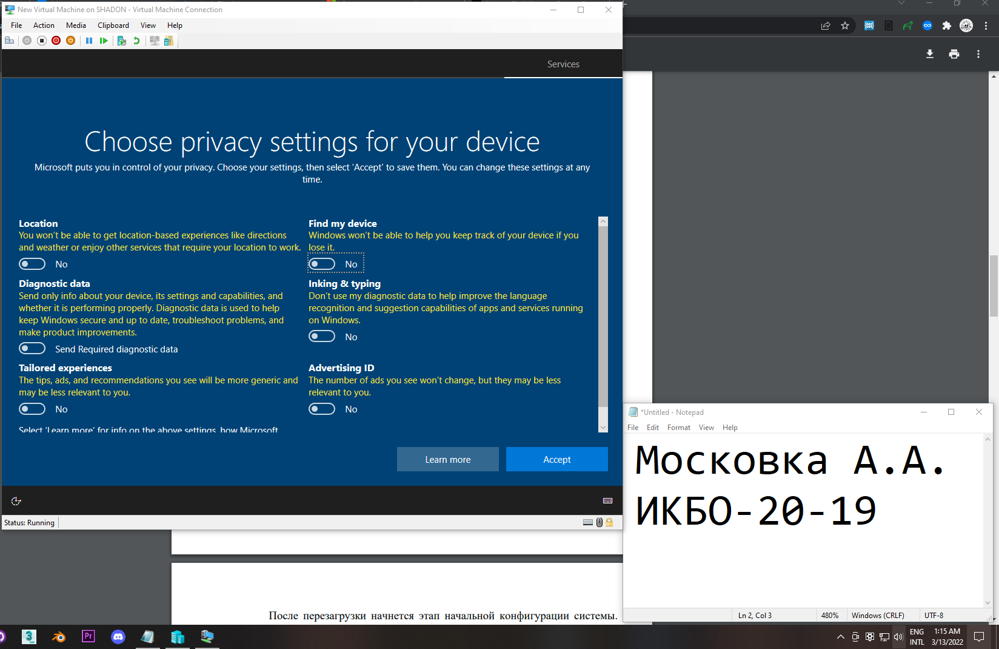 New Virtual Machine on SHADON - Virtual Machine Connection
File Action Media Clipboard View Help
Services
Choose privacy settings for your device
Microsoft puts you in control of your privacy. Choose your settings, then select ‘Accept’ to save them. You can change these settings at any
time.
Location
You won’t be able to get location-based experiences like directions
and weather or enjoy other services that require your location to work.
No
Find my device
Windows won’t be able to help you keep track of your device if you
lose it.
No
Diagnostic data
Send only info about your device, its settings and capabilities, and
whether it is performing properly. Diagnostic data is used to help
keep Windows secure and up to date, troubleshoot problems, and
make product improvements.
Send Required diagnostic data
Inking & typing
Don’t use my diagnostic data to help improve the language
recognition and suggestion capabilities of apps and services running
on Windows.
No
Tailored experiences
The tips, ads, and recommendations you see will be more generic and
may be less relevant to you.
No
Advertising ID
The number of ads you see won’t change, but they may be less
relevant to you.
No
Select ‘Learn more’ for info on the above settings, how Microsoft
Learn more
Accept
Status: Running
*Untitled - Notepad
File Edit Format View Help
Московка А.А.
ИКБО-20-19
Ln 2, Col 3 480% Windows (CRLF) UTF-8
После перезагрузки начнется этап начальной конфигурации системы.
3
Pr
ENG
INTL
1:15 AM
3/13/2022